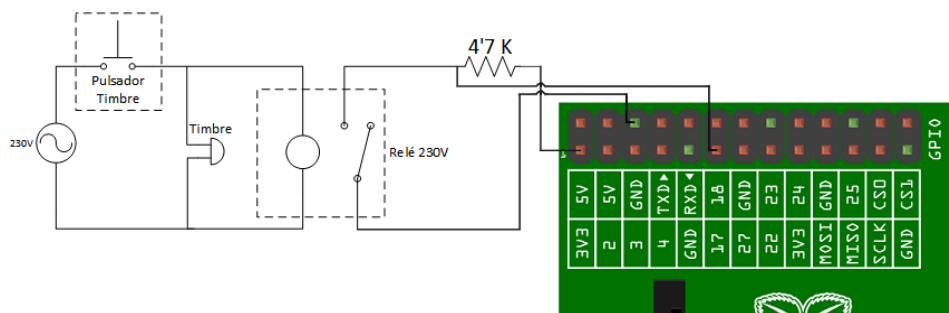 4'7 K
Pulsador
Timbre
230V
Timbre
Relé 230V
GPIO
5V 5V GND TXD RXD 18 GND 23 24 GND 25 CS0 CS1
3V3 2 3 4 GND 17 27 22 3V3 MOSI MISO SCLK GND